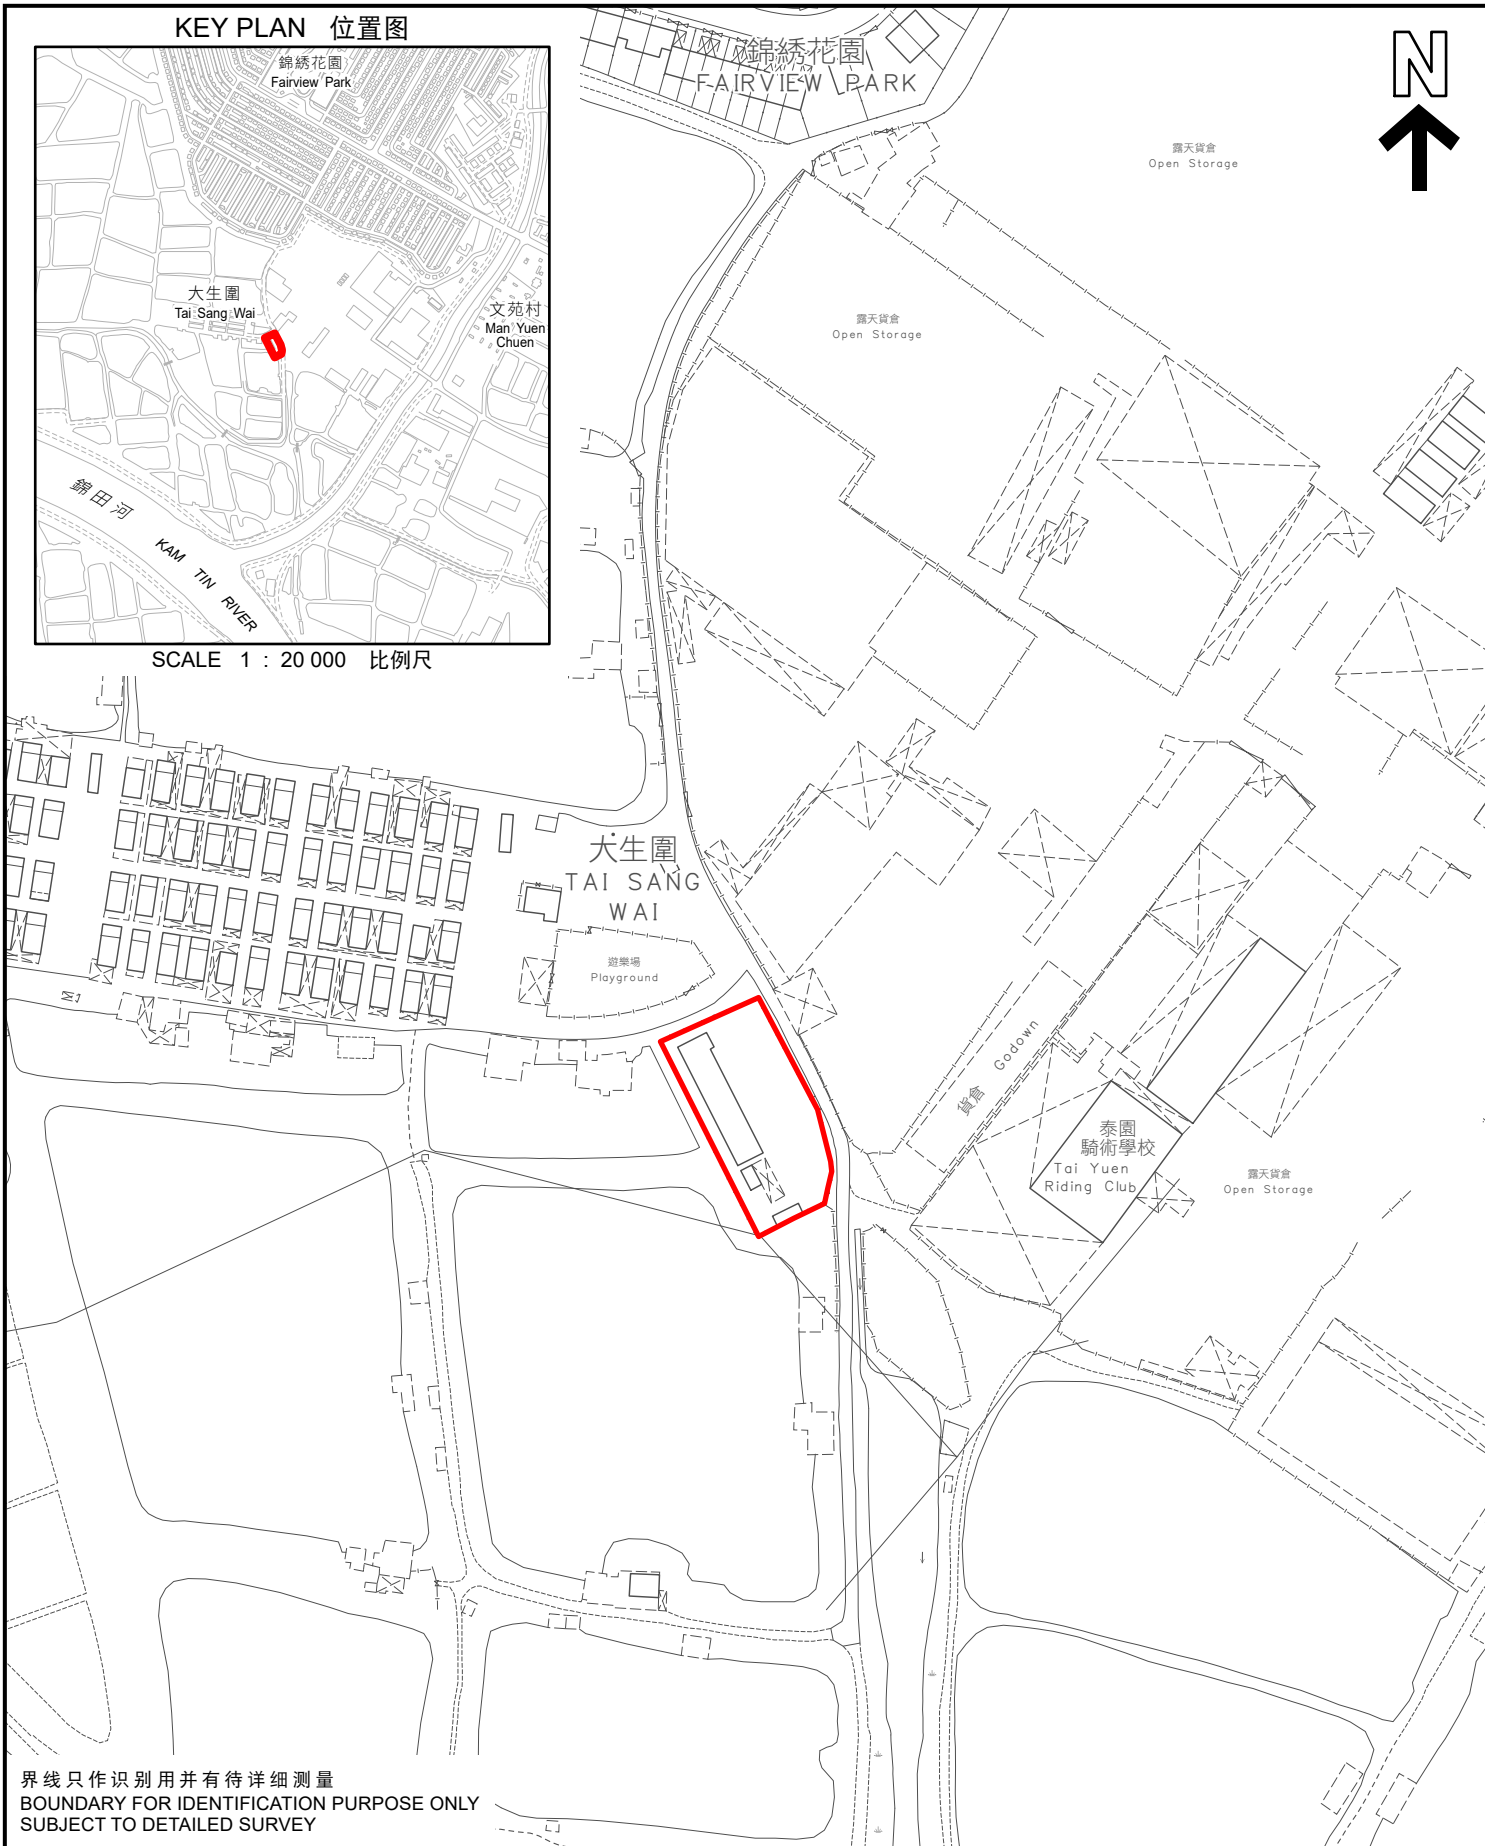 KEY PLAN 位置图
錦綉花園
Fairview Park
大生圍
Tai Sang Wai
文苑村
Man Yuen
Chuen
錦田河
KAM TIN RIVER
SCALE 1 : 20 000 比例尺
錦綉花園
FAIRVIEW PARK
N
露天貨倉
Open Storage
露天貨倉
Open Storage
大生圍
TAI SANG
WAI
遊樂場
Playground
貨倉 Godown
泰園
騎術學校
Tai Yuen
Riding Club
露天貨倉
Open Storage
界线只作识别用并有待详细测量
BOUNDARY FOR IDENTIFICATION PURPOSE ONLY
SUBJECT TO DETAILED SURVEY